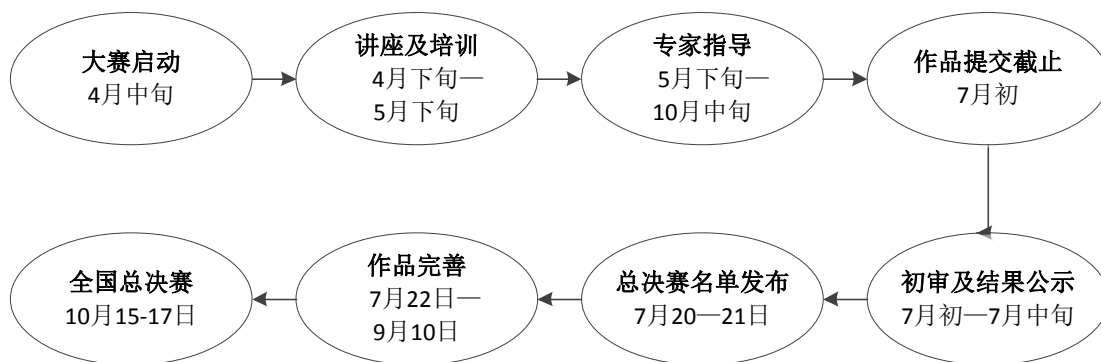 大赛启动
4月中旬
讲座及培训
4月下旬—
5月下旬
专家指导
5月下旬—
10月中旬
作品提交截止
7月初
初审及结果公示
7月初—7月中旬
总决赛名单发布
7月20—21日
作品完善
7月22日—
9月10日
全国总决赛
10月15-17日